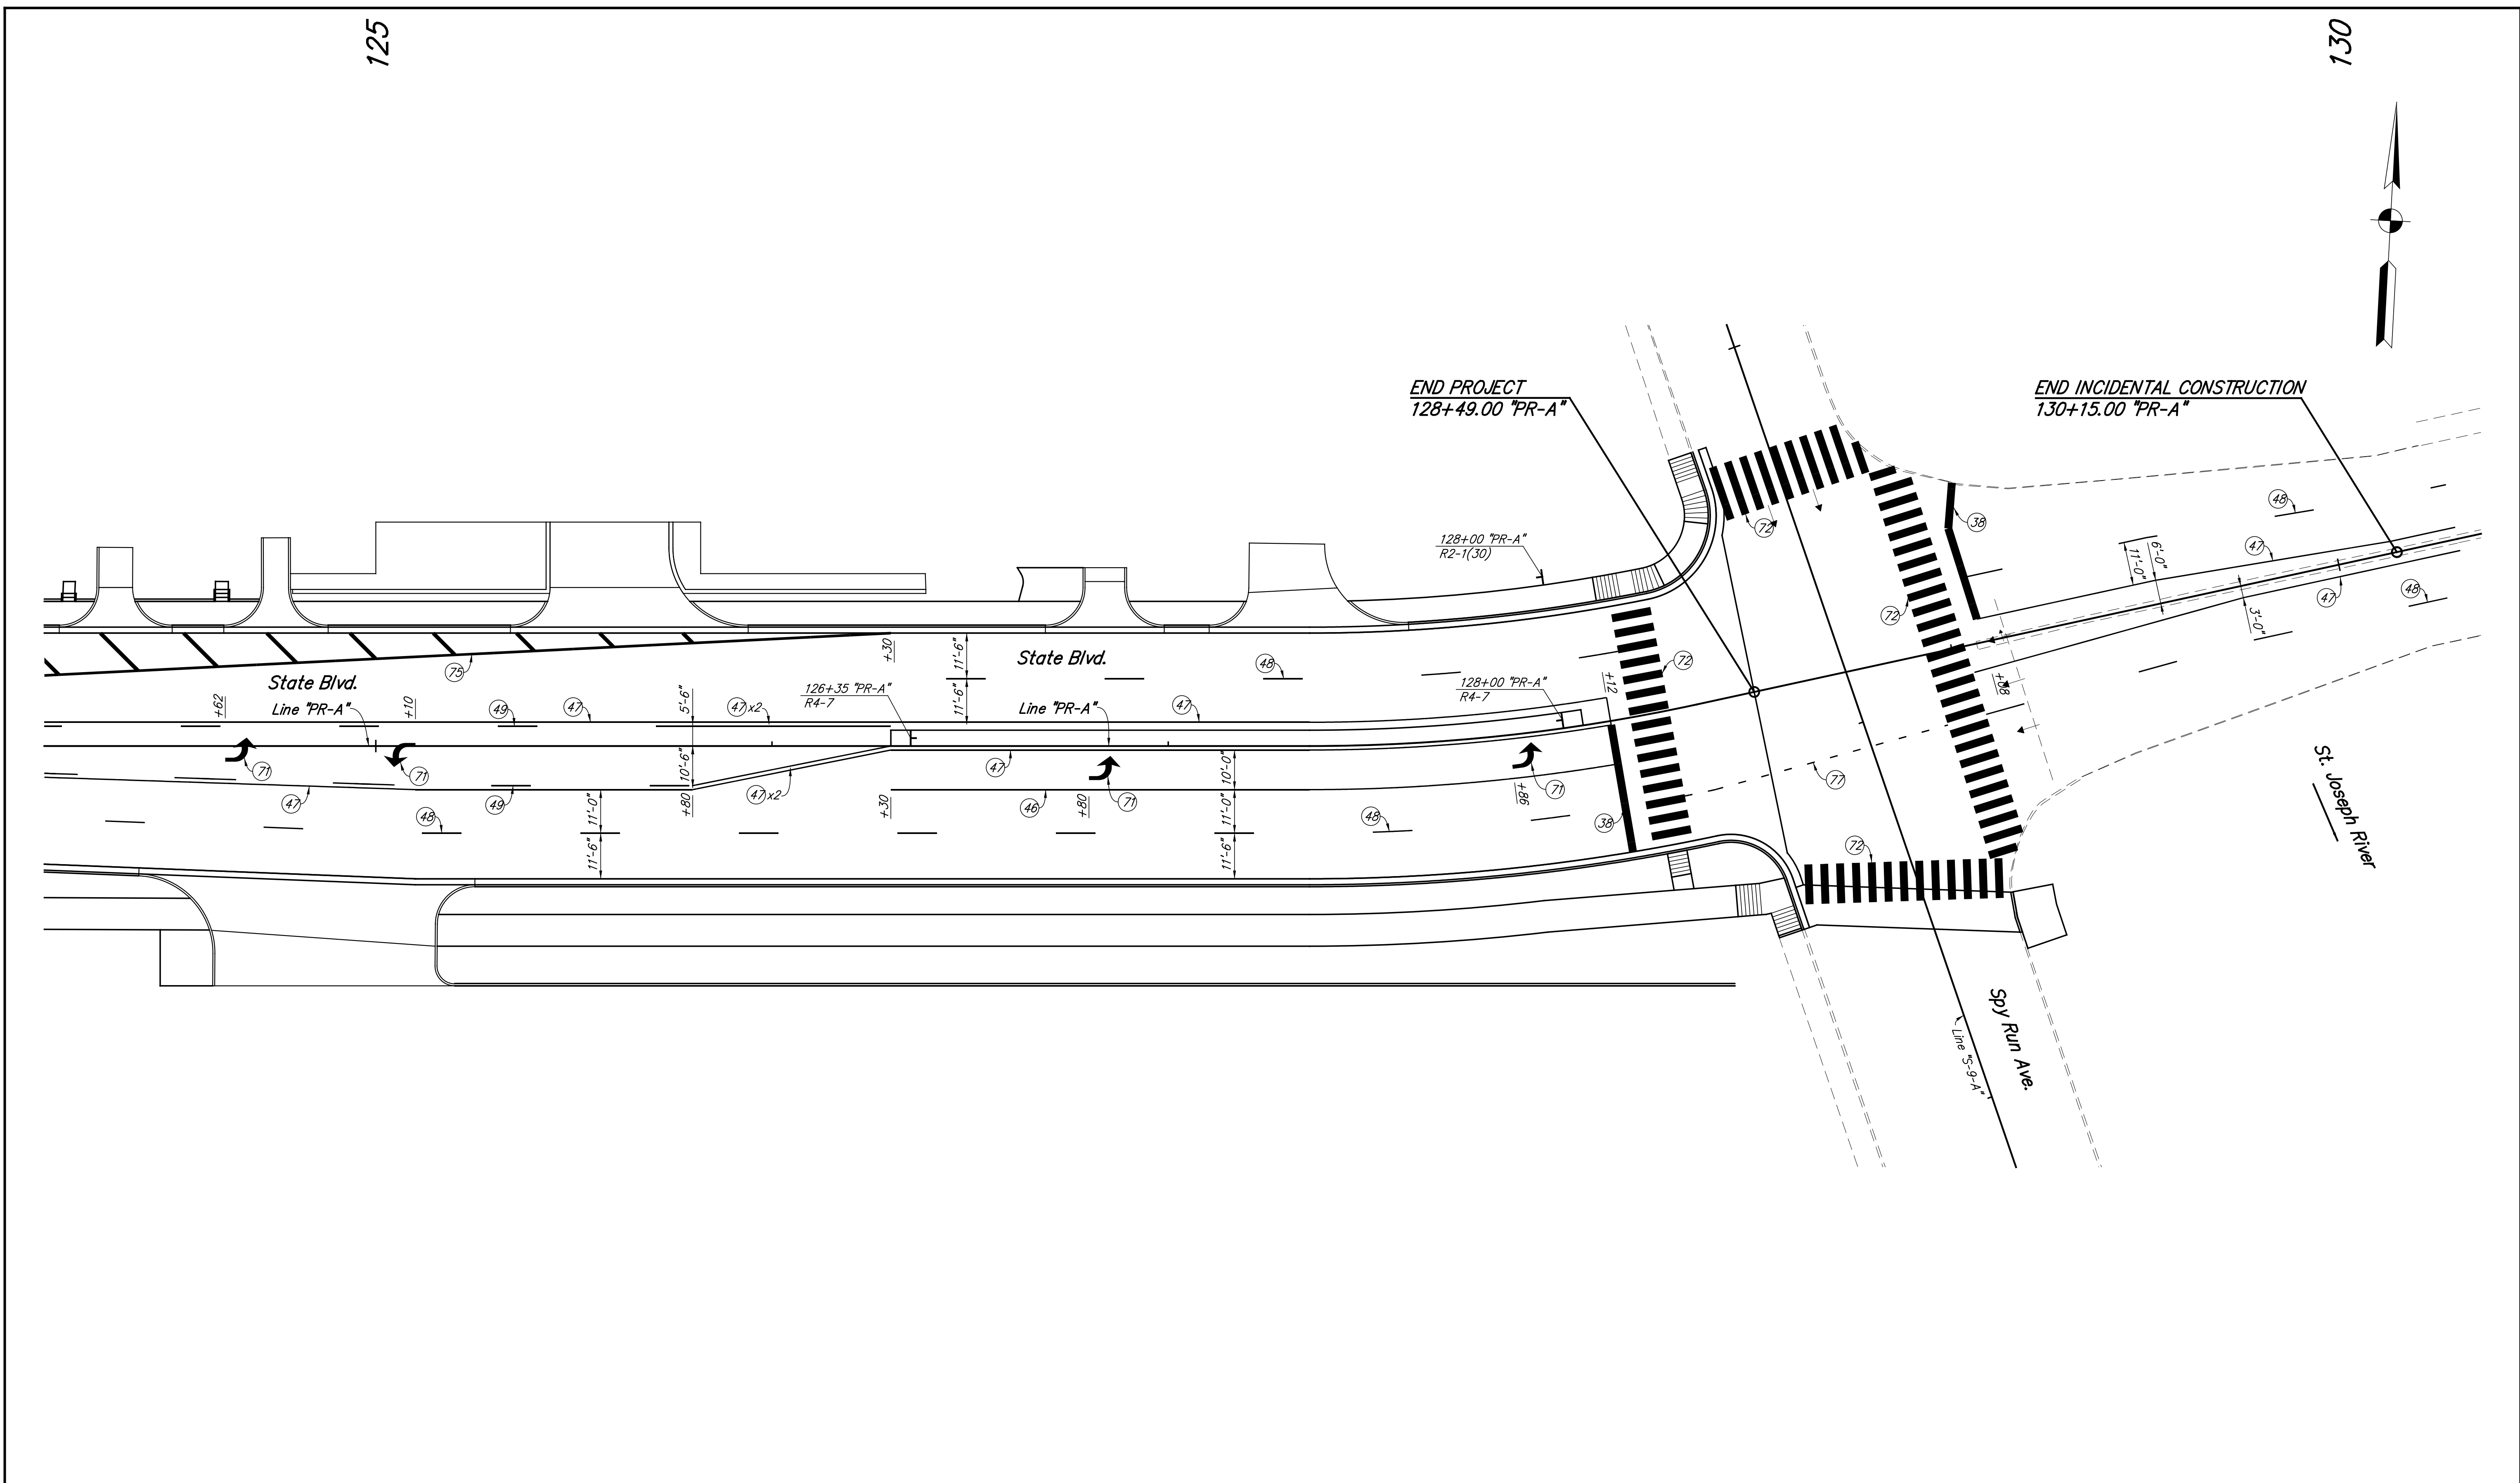 125
130
END PROJECT
128+49.00 "PR-A"
END INCIDENTAL CONSTRUCTION
130+15.00 "PR-A"
128+00 "PR-A"
R2-1(30)
72
38
48
47
11'-0"
6'-0"
72
3'-0"
47
48
75
+30
11'-6"
State Blvd.
48
72
State Blvd.
+62
Line "PR-A"
+10
49
47
5'-6"
47 x2
126+35 "PR-A"
R4-7
11'-6"
Line "PR-A"
47
128+00 "PR-A"
R4-7
+12
+08
71
71
47
49
10'-6"
+80
47 x2
47
+30
46
+80
71
10'-0"
+86
71
77
48
11'-0"
11'-6"
11'-0"
11'-6"
48
38
72
St. Joseph River
Spy Run Ave.
Line "S-9-A"